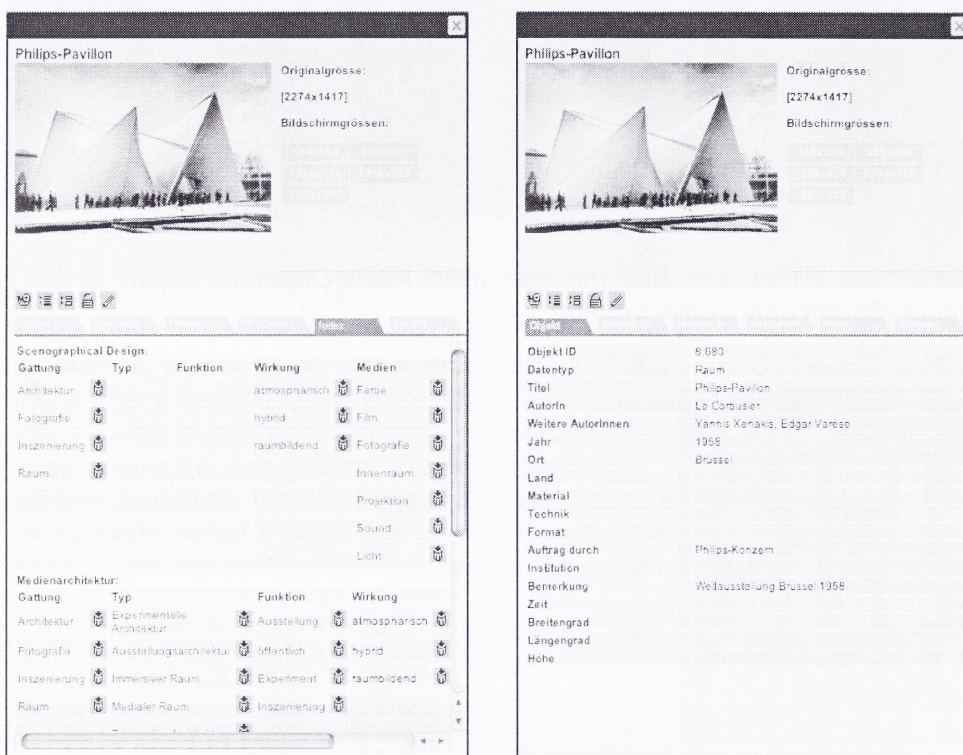 Philips-Pavillon
Originalgrösse:
[2274x1417]
Bildschirmgrössen:
Index
Scenographical Design:
Gattung Typ Funktion Wirkung Medien
Architektur atmosphärisch Farbe
Fotografie hybrid Film
Inszenierung raumbildend Fotografie
Raum Innenraum
Projektion
Sound
Licht
Medienarchitektur:
Gattung Typ Funktion Wirkung
Architektur Experimentelle Architektur Ausstellung atmosphärisch
Fotografie Ausstellungsarchitektur öffentlich hybrid
Inszenierung Immersiver Raum Experiment raumbildend
Raum Medialer Raum Inszenierung
Philips-Pavillon
Originalgrösse:
[2274x1417]
Bildschirmgrössen:
Objekt
Objekt ID 8.680
Datentyp Raum
Titel Philips-Pavillon
AutorIn Le Corbusier
Weitere AutorInnen Yannis Xenakis, Edgar Varèse
Jahr 1958
Ort Brüssel
Land
Material
Technik
Format
Auftrag durch Philips-Konzern
Institution
Bemerkung Weltausstellung Brüssel 1958
Zeit
Breitengrad
Längengrad
Höhe